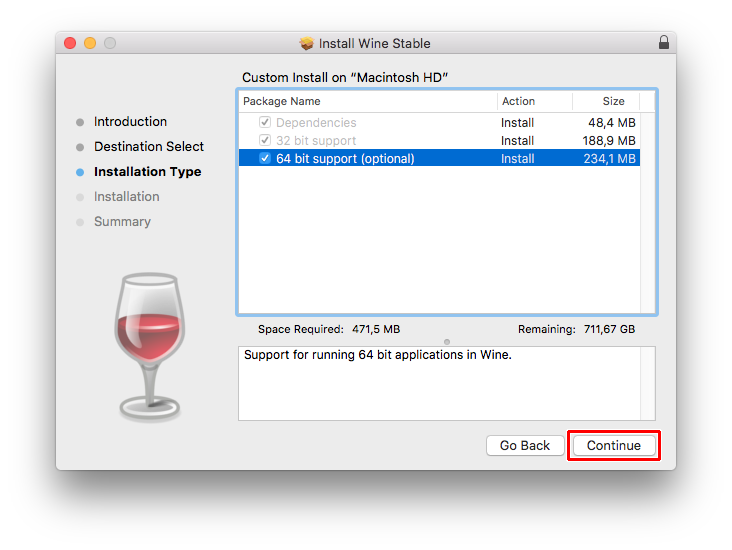 Install Wine Stable
Custom Install on “Macintosh HD”
Introduction
Destination Select
Installation Type
Installation
Summary
Package Name Action Size
Dependencies Install 48,4 MB
32 bit support Install 188,9 MB
64 bit support (optional) Install 234,1 MB
Space Required: 471,5 MB Remaining: 711,67 GB
Support for running 64 bit applications in Wine.
Go Back Continue